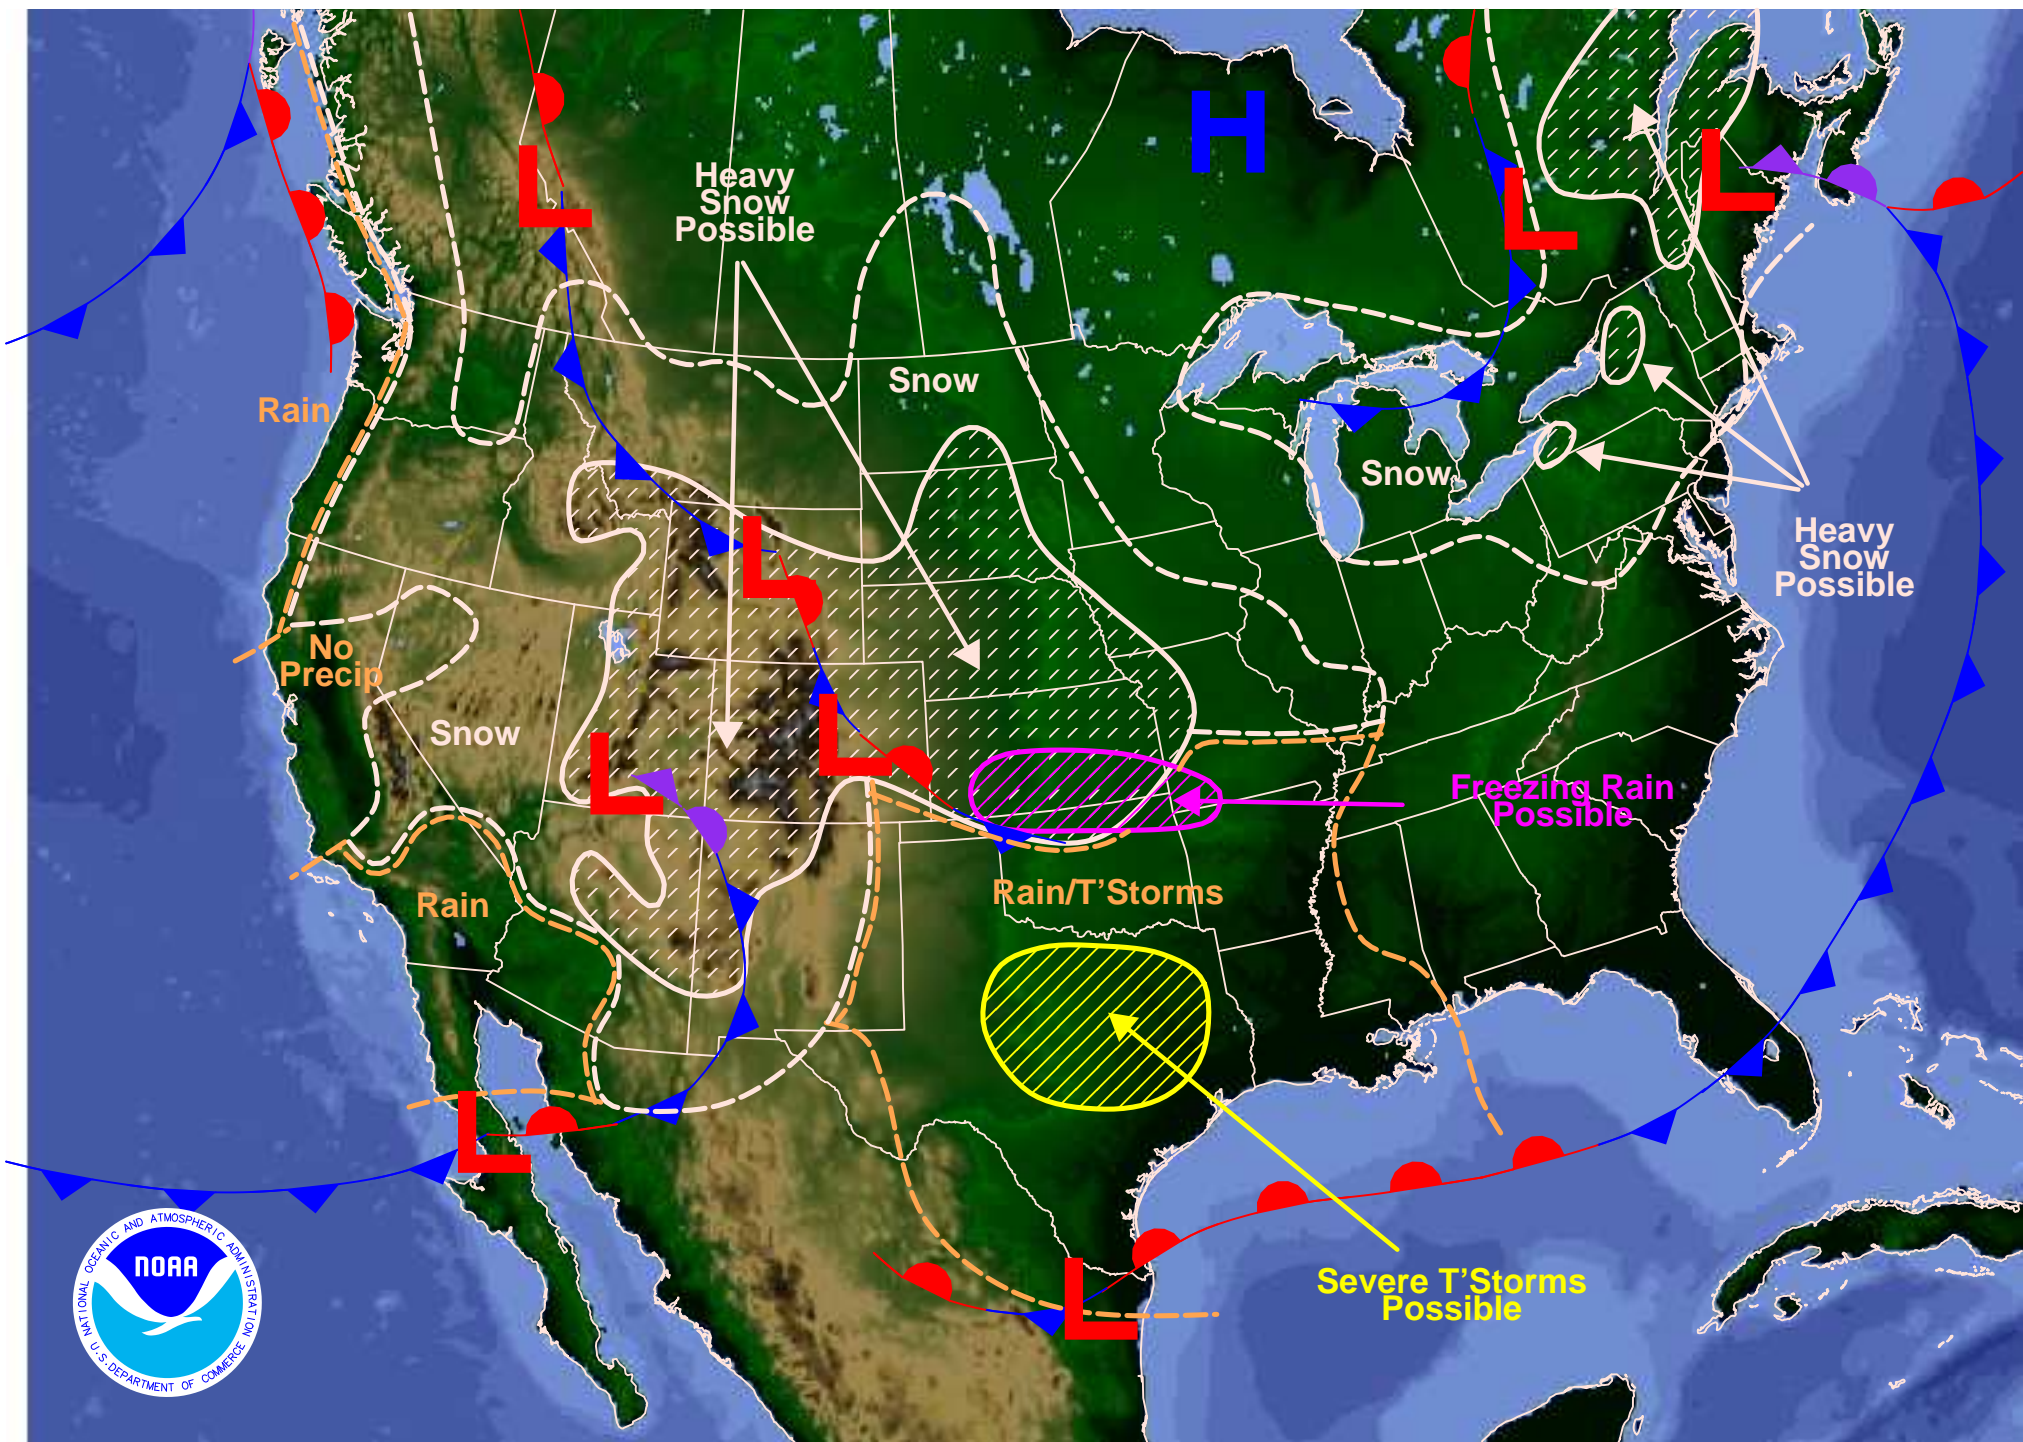 H
L
L
L
Heavy
Snow
Possible
Snow
Rain
Snow
Heavy
Snow
Possible
L
No
Precip
L
Snow
L
Freezing Rain
Possible
Rain/T'Storms
Rain
L
L
Severe T'Storms
Possible
NOAA
NATIONAL OCEANIC AND ATMOSPHERIC ADMINISTRATION
U.S. DEPARTMENT OF COMMERCE